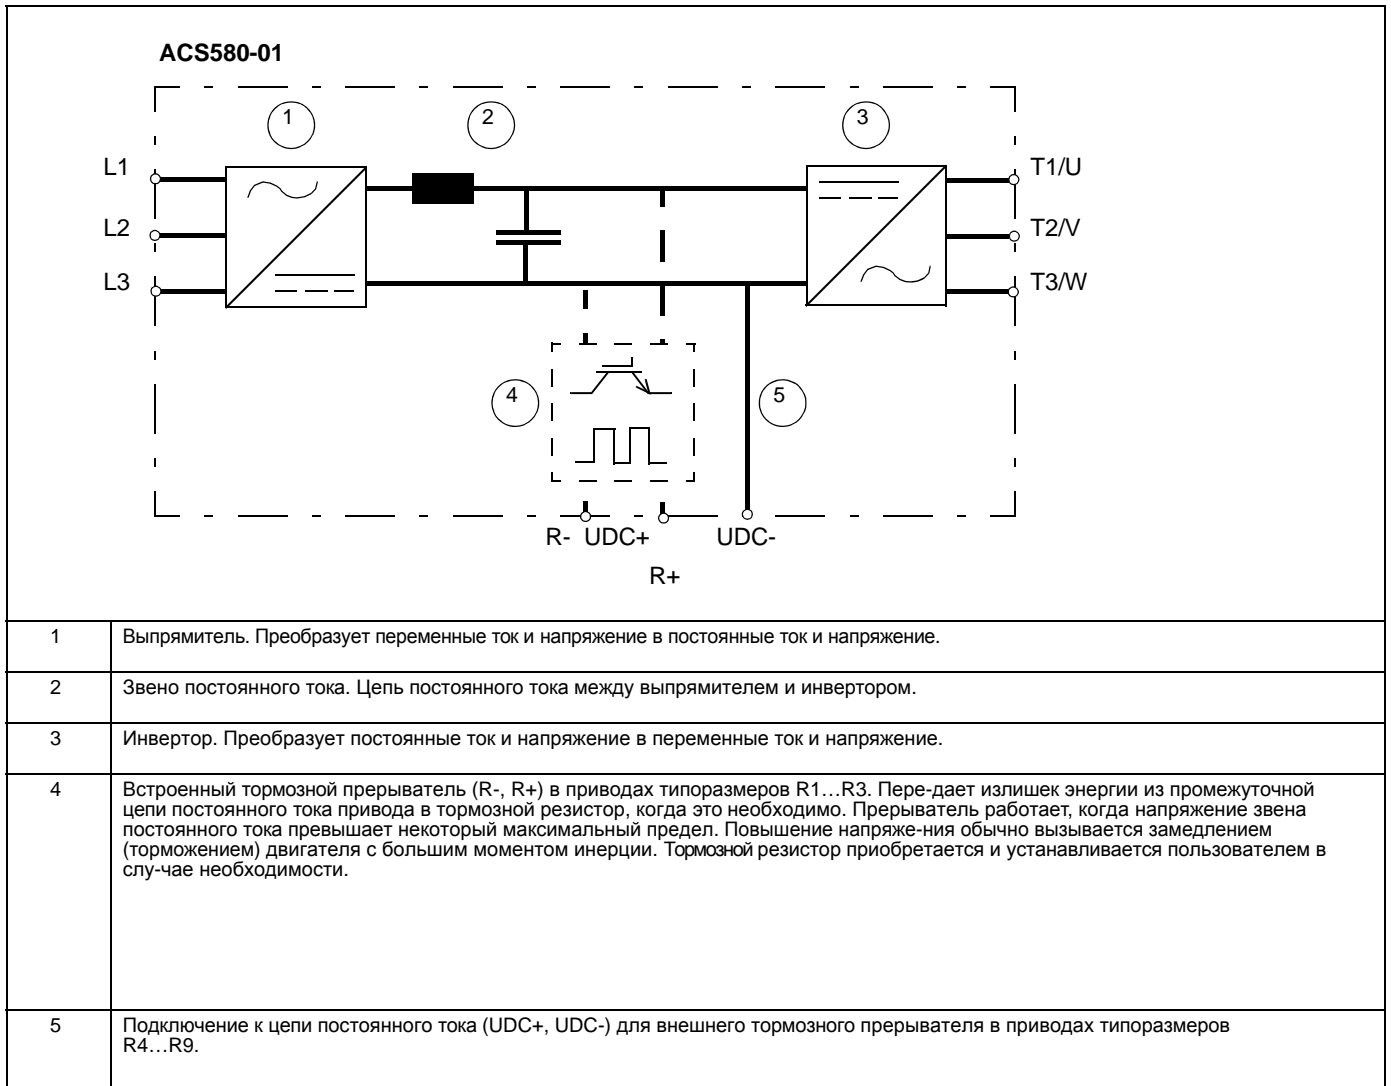 ACS580-01
1
2
3
L1
T1/U
L2
T2/V
L3
T3/W
4
5
R- UDC+ UDC-
R+
1 Выпрямитель. Преобразует переменные ток и напряжение в постоянные ток и напряжение.
2 Звено постоянного тока. Цепь постоянного тока между выпрямителем и инвертором.
3 Инвертор. Преобразует постоянные ток и напряжение в переменные ток и напряжение.
4 Встроенный тормозной прерыватель (R-, R+) в приводах типоразмеров R1…R3. Пере-дает излишек энергии из промежуточной
цепи постоянного тока привода в тормозной резистор, когда это необходимо. Прерыватель работает, когда напряжение звена
постоянного тока превышает некоторый максимальный предел. Повышение напряже-ния обычно вызывается замедлением
(торможением) двигателя с большим моментом инерции. Тормозной резистор приобретается и устанавливается пользователем в
слу-чае необходимости.
5 Подключение к цепи постоянного тока (UDC+, UDC-) для внешнего тормозного прерывателя в приводах типоразмеров
R4…R9.